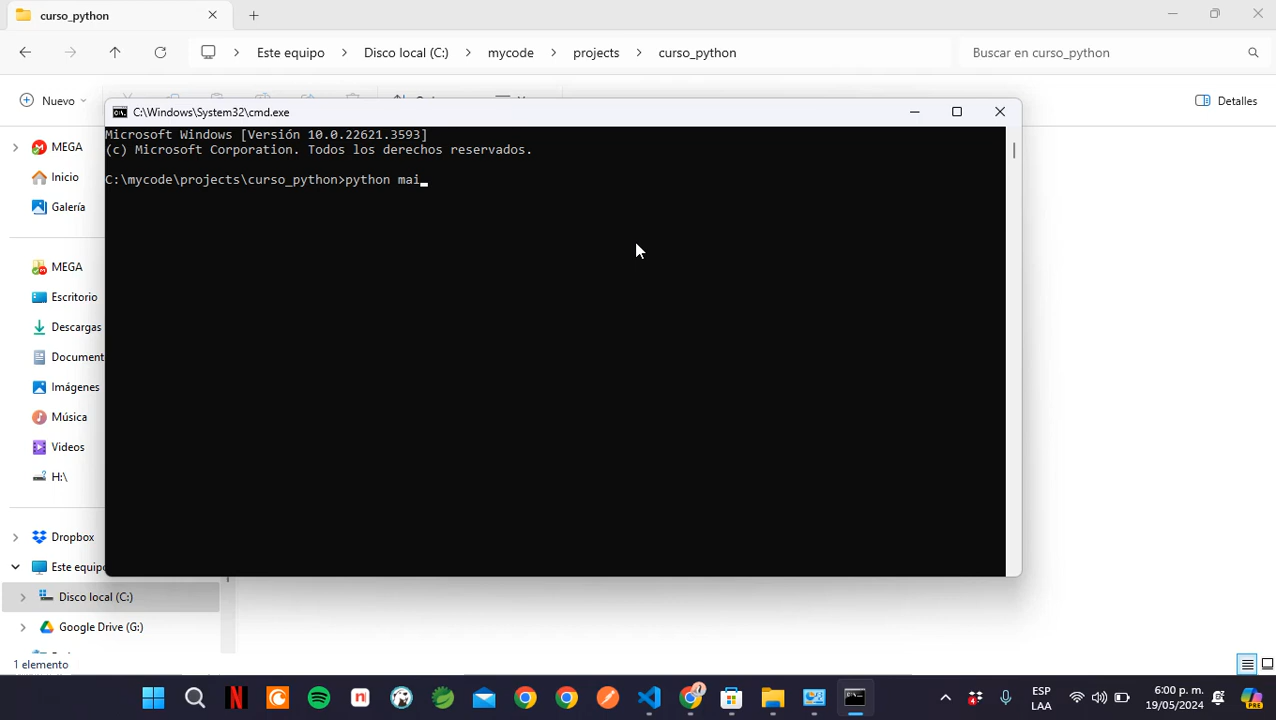 curso_python
Este equipo
Disco local (C:)
mycode
projects
curso_python
Buscar en curso_python
Nuevo
Detalles
C:\Windows\System32\cmd.exe
Microsoft Windows [Versión 10.0.22621.3593]
(c) Microsoft Corporation. Todos los derechos reservados.
C:\mycode\projects\curso_python>python mai
MEGA
Inicio
Galería
MEGA
Escritorio
Descargas
Document
Imágenes
Música
Videos
H:\
Dropbox
Este equipo
Disco local (C:)
Google Drive (G:)
1 elemento
ESP
LAA
6:00 p. m.
19/05/2024